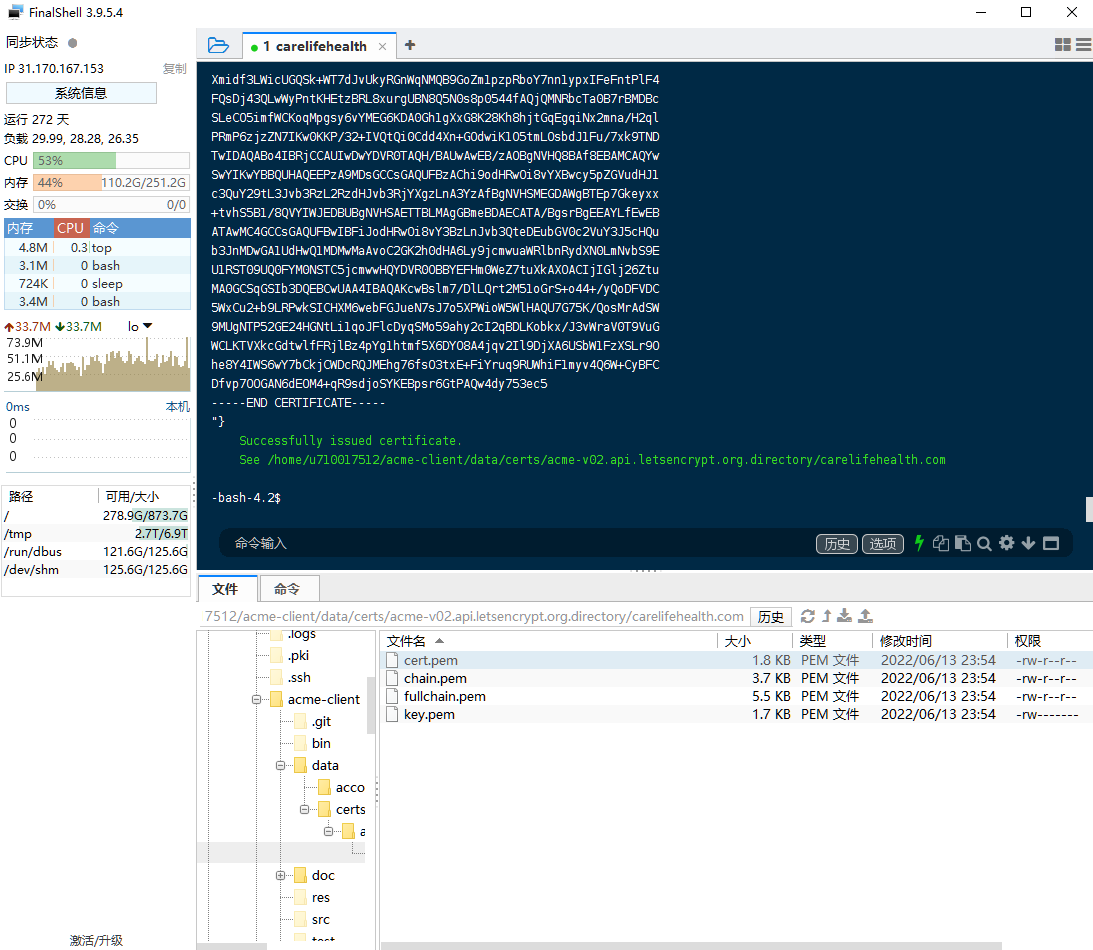 FinalShell 3.9.5.4
同步状态
IP 31.170.167.153 复制
系统信息
运行 272 天
负载 29.99, 28.28, 26.35
CPU 53%
内存 44% 110.2G/251.2G
交换 0% 0/0
内存 CPU 命令
4.8M 0.3 top
3.1M 0 bash
724K 0 sleep
3.4M 0 bash
33.7M 33.7M lo
73.9M
51.1M
25.6M
0ms 本机
0
0
0
路径 可用/大小
/ 278.9G/873.7G
/tmp 2.7T/6.9T
/run/dbus 121.6G/125.6G
/dev/shm 125.6G/125.6G
激活/升级
1 carelifehealth
Xmidf3LWicUGQSk+WT7dJvUkyRGnWqNMQB9GoZm1pzpRboY7nn1ypxIFeFntPlF4
FQsDj43QLwWyPntKHEtzBRL8xurgUBN8Q5N0s8p0544fAQjQMNRbcTa0B7rBMDBc
SLeCO5imfWCKoqMpgsy6vYMEG6KDA0Gh1gXxG8K28Kh8hjtGqEgqiNx2mna/H2ql
PRmP6zjzZN7IKw0KKP/32+IVQtQi0Cdd4Xn+GOdwiK1O5tmLOsbdJ1Fu/7xk9TND
TwIDAQABo4IBRjCCAUIwDwYDVR0TAQH/BAUwAwEB/zAOBgNVHQ8BAf8EBAMCAQYw
SwYIKwYBBQUHAQEEPzA9MDsGCCsGAQUFBzAChi9odHRwOi8vYXBwcy5pZGVudHJ1
c3QuY29tL3Jvb3RzL2RzdHJvb3RjYXgzLnA3YzAfBgNVHSMEGDAWgBTEp7Gkeyxx
+tvhS5B1/8QVYIWJEDBUBgNVHSAETTBLMAgGBmeBDAECATA/BgsrBgEEAYLfEwEB
ATAwMC4GCCsGAQUFBwIBFiJodHRwOi8vY3BzLnJvb3QteDEubGV0c2VuY3J5cHQu
b3JnMDwGA1UdHwQ1MDMwMaAvoC2GK2h0dHA6Ly9jcmwuaWRlbnRydXN0LmNvbS9E
U1RST09UQ0FYM0NSTC5jcmwwHQYDVR0OBBYEFHm0WeZ7tuXkAXOACIjIGlj26Ztu
MA0GCSqGSIb3DQEBCwUAA4IBAQAKcwBslm7/DlLQrt2M51oGrS+o44+/yQoDFVDC
5WxCu2+b9LRPwkSICHXM6webFGJueN7sJ7o5XPWioW5WlHAQU7G75K/QosMrAdSW
9MUgNTP52GE24HGNtLi1qoJFlcDyqSMo59ahy2cI2qBDLKobkx/J3vWraV0T9VuG
WCLKTVXkcGdtwlfFRjlBz4pYg1htmf5X6DYO8A4jqv2Il9DjXA6USbW1FzXSLr9O
he8Y4IWS6wY7bCkjCWDcRQJMEhg76fsO3txE+FiYruq9RUWhiF1myv4Q6W+CyBFC
Dfvp7OOGAN6dEOM4+qR9sdjoSYKEBpsr6GtPAQw4dy753ec5
-----END CERTIFICATE-----
"}
Successfully issued certificate.
See /home/u710017512/acme-client/data/certs/acme-v02.api.letsencrypt.org.directory/carelifehealth.com
-bash-4.2$
命令输入 历史 选项
文件 命令
7512/acme-client/data/certs/acme-v02.api.letsencrypt.org.directory/carelifehealth.com 历史
.logs
.pki
.ssh
acme-client
.git
bin
data
acco
certs
a
doc
res
src
test
文件名 大小 类型 修改时间 权限
cert.pem 1.8 KB PEM 文件 2022/06/13 23:54 -rw-r--r--
chain.pem 3.7 KB PEM 文件 2022/06/13 23:54 -rw-r--r--
fullchain.pem 5.5 KB PEM 文件 2022/06/13 23:54 -rw-r--r--
key.pem 1.7 KB PEM 文件 2022/06/13 23:54 -rw-------